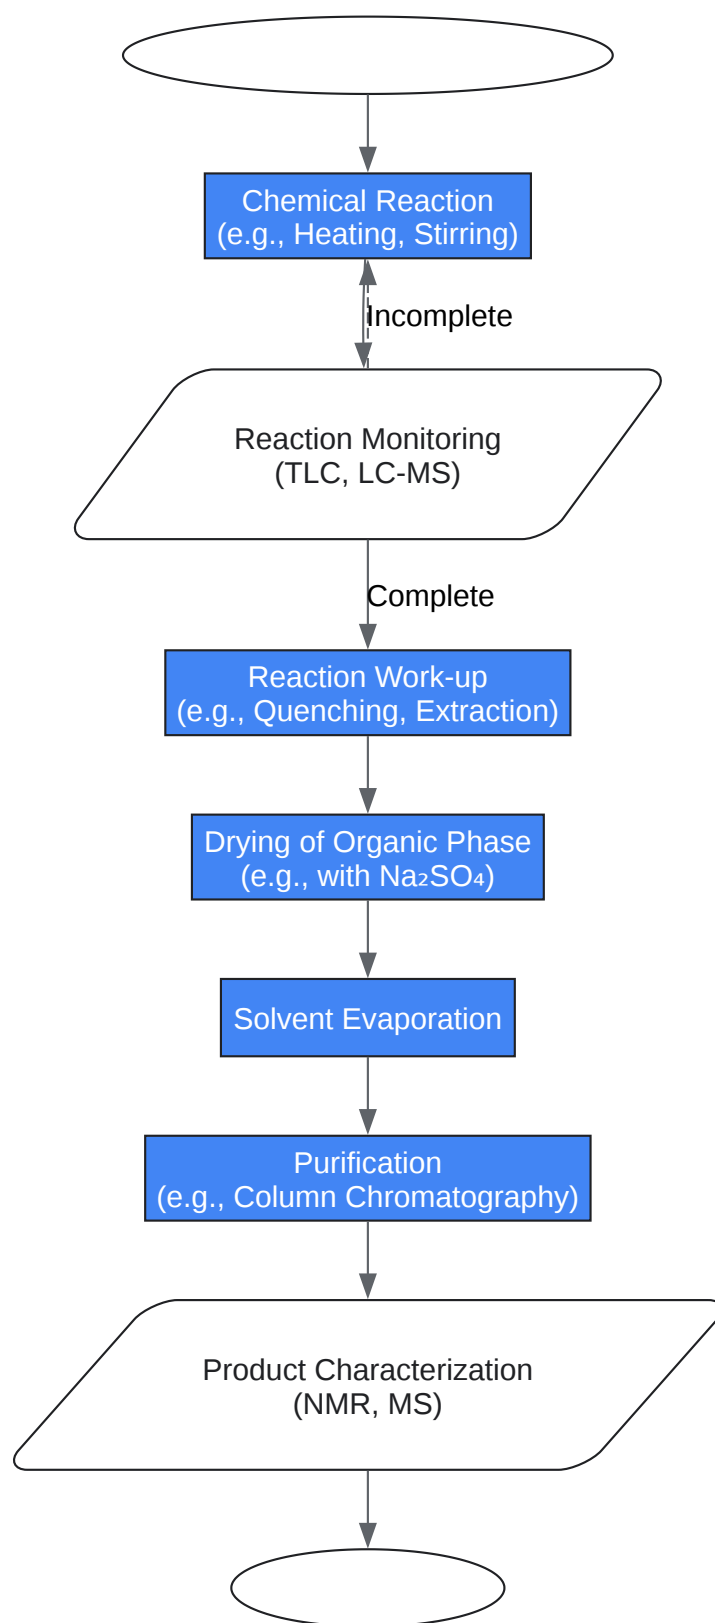 Chemical Reaction
(e.g., Heating, Stirring)
Incomplete
Reaction Monitoring
(TLC, LC-MS)
Complete
Reaction Work-up
(e.g., Quenching, Extraction)
Drying of Organic Phase
(e.g., with Na₂SO₄)
Solvent Evaporation
Purification
(e.g., Column Chromatography)
Product Characterization
(NMR, MS)